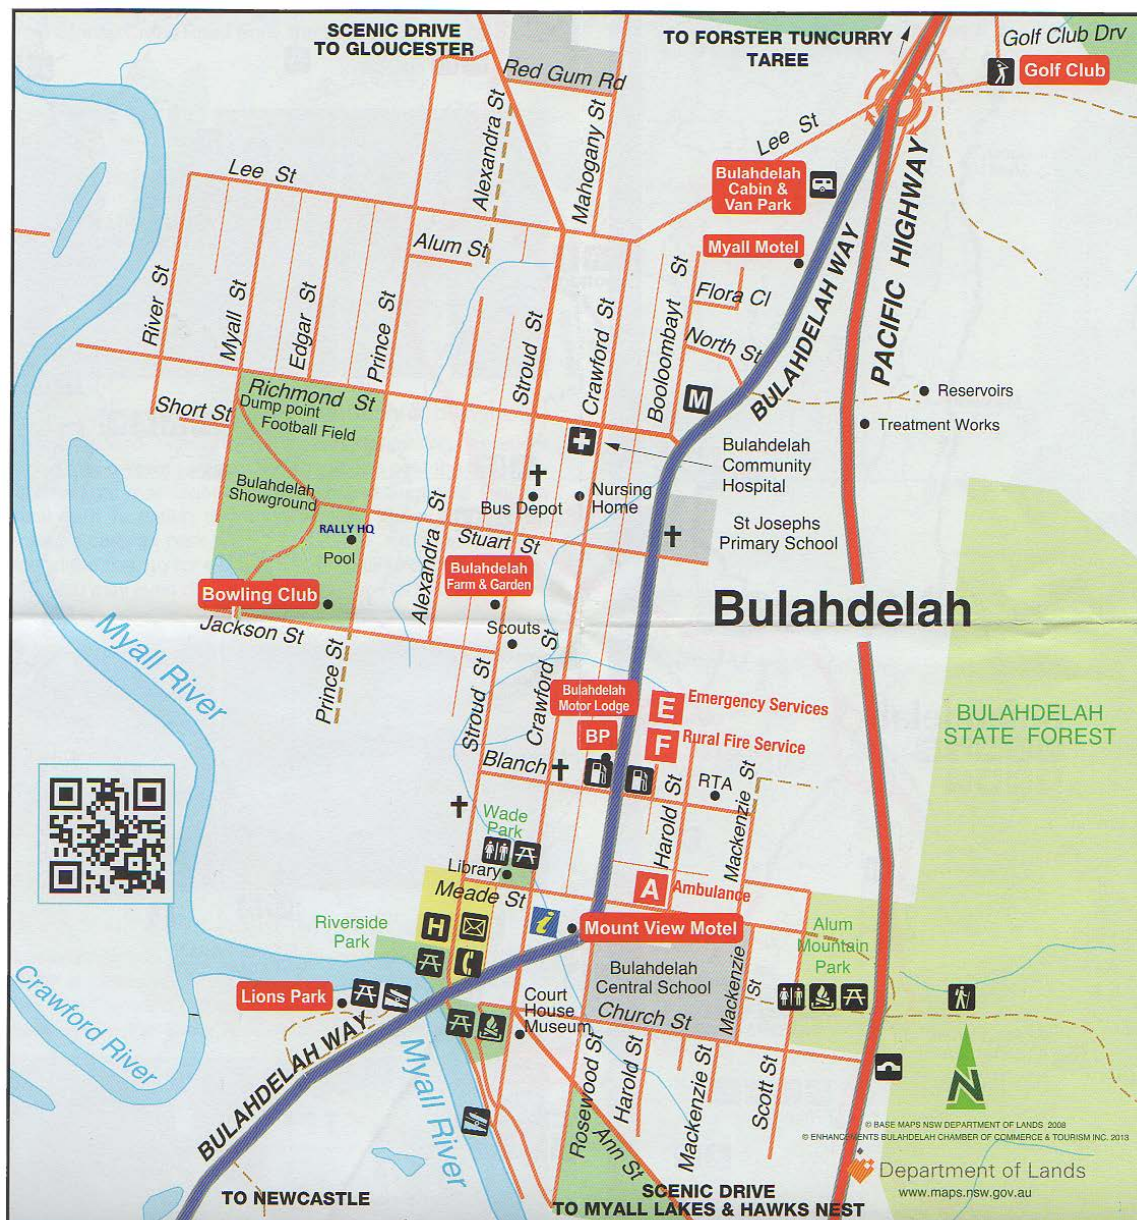 SCENIC DRIVE
TO GLOUCESTER
TO FORSTER TUNCURRY
TAREE
Golf Club Drv
Golf Club
Red Gum Rd
Alexandra St
Mahogany St
Lee St
Lee St
Bulahdelah
Cabin &
Van Park
Alum St
Myall Motel
BULAHDELAH WAY
PACIFIC HIGHWAY
River St
Myall St
Edgar St
Prince St
Stroud St
Crawford St
Booloombayt St
Flora Cl
North St
M
Reservoirs
Treatment Works
Richmond St
Short St
Dump point
Football Field
Bulahdelah
Community
Hospital
Bulahdelah
Showground
Bus Depot
Nursing
Home
St Josephs
Primary School
RALLY HQ
Pool
Alexandra St
Stuart St
Bulahdelah
Farm & Garden
Bowling Club
Bulahdelah
Jackson St
Scouts
Myall River
Prince St
Stroud St
Crawford St
Bulahdelah
Motor Lodge
E
Emergency Services
BP
F
Rural Fire Service
BULAHDELAH
STATE FOREST
Blanch
RTA
Harold St
Mackenzie St
Wade
Park
Library
Meade St
A
Ambulance
Riverside
Park
H
i
Mount View Motel
Alum
Mountain
Park
Bulahdelah
Central School
Mackenzie St
Lions Park
Court
House
Museum
Church St
Crawford River
BULAHDELAH WAY
Myall River
Rosewood St
Harold St
Mackenzie St
Scott St
Ann St
N
© BASE MAPS NSW DEPARTMENT OF LANDS 2008
© ENHANCEMENTS BULAHDELAH CHAMBER OF COMMERCE & TOURISM INC. 2013
Department of Lands
www.maps.nsw.gov.au
TO NEWCASTLE
SCENIC DRIVE
TO MYALL LAKES & HAWKS NEST